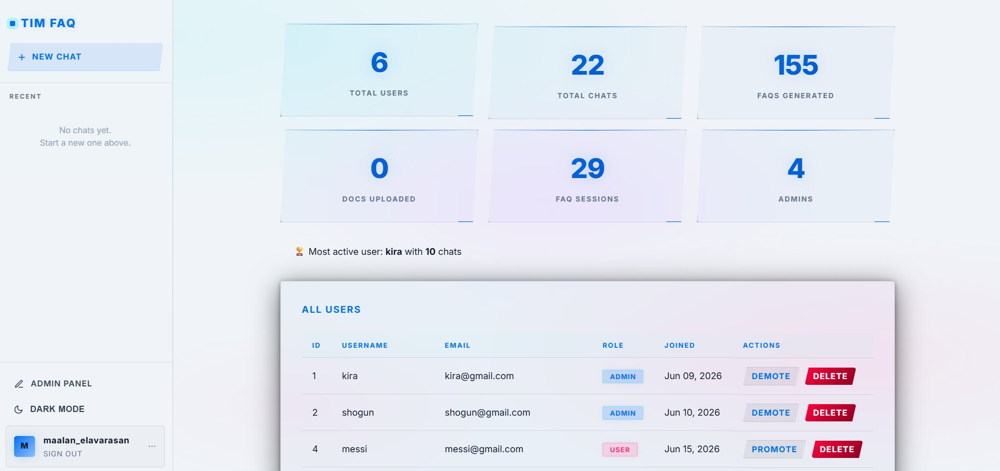 TIM FAQ
+ NEW CHAT
RECENT
No chats yet.
Start a new one above.
ADMIN PANEL
DARK MODE
M
maalan_elavarasan
SIGN OUT
...
6
TOTAL USERS
22
TOTAL CHATS
155
FAQS GENERATED
0
DOCS UPLOADED
29
FAQ SESSIONS
4
ADMINS
🏆 Most active user: kira with 10 chats
ALL USERS
ID USERNAME EMAIL ROLE JOINED ACTIONS
1 kira kira@gmail.com ADMIN Jun 09, 2026 DEMOTE DELETE
2 shogun shogun@gmail.com ADMIN Jun 10, 2026 DEMOTE DELETE
4 messi messi@gmail.com USER Jun 15, 2026 PROMOTE DELETE